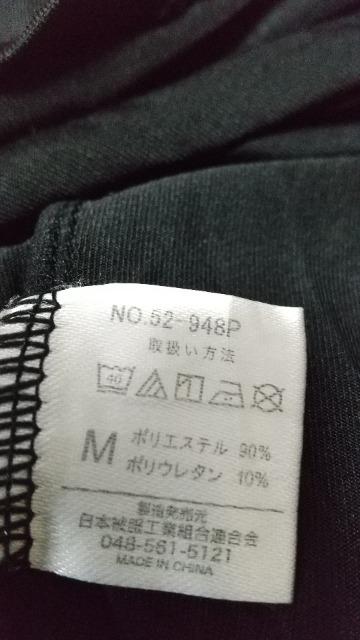 NO.52-948P
取扱い方法
40
M ポリエステル 90%
ポリウレタン 10%
製造発売元
日本被服工業組合連合会
048-561-5121
MADE IN CHINA